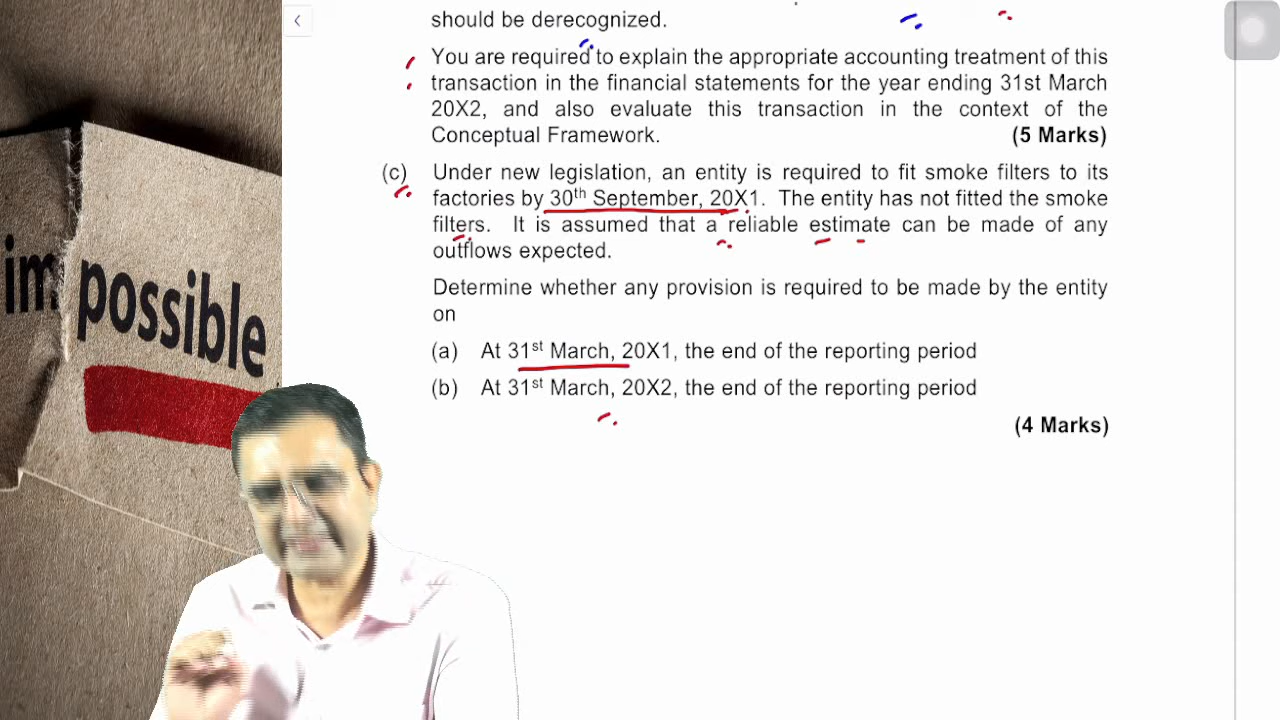 should be derecognized.
You are required to explain the appropriate accounting treatment of this
transaction in the financial statements for the year ending 31st March
20X2, and also evaluate this transaction in the context of the
Conceptual Framework. (5 Marks)
(c) Under new legislation, an entity is required to fit smoke filters to its
factories by 30th September, 20X1. The entity has not fitted the smoke
filters. It is assumed that a reliable estimate can be made of any
outflows expected.
Determine whether any provision is required to be made by the entity
on
(a) At 31st March, 20X1, the end of the reporting period
(b) At 31st March, 20X2, the end of the reporting period
(4 Marks)
im possible